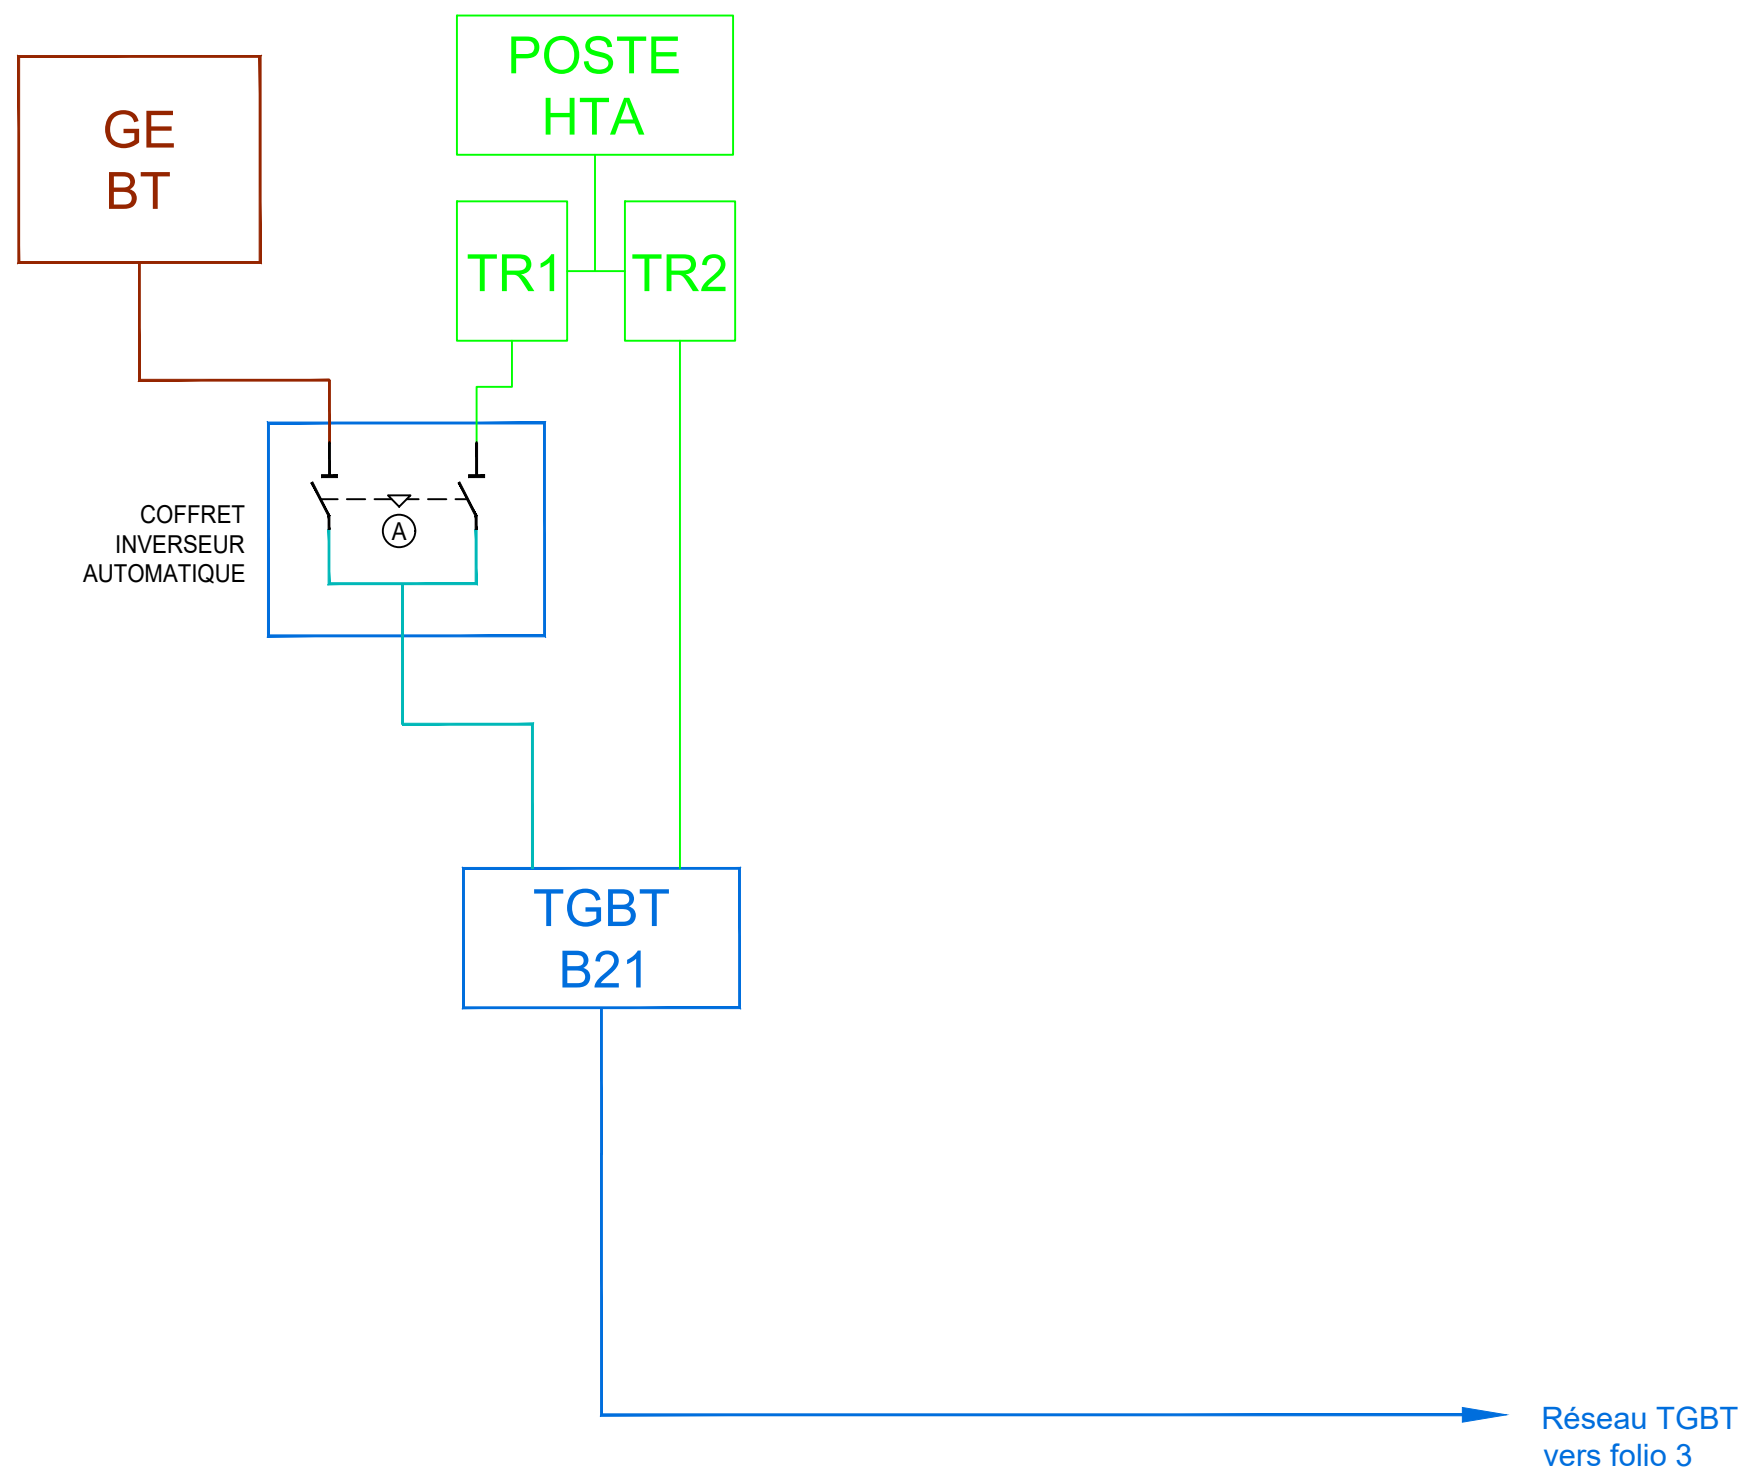 POSTE
HTA
GE
BT
TR1
TR2
COFFRET
INVERSEUR
AUTOMATIQUE
A
TGBT
B21
Réseau TGBT
vers folio 3